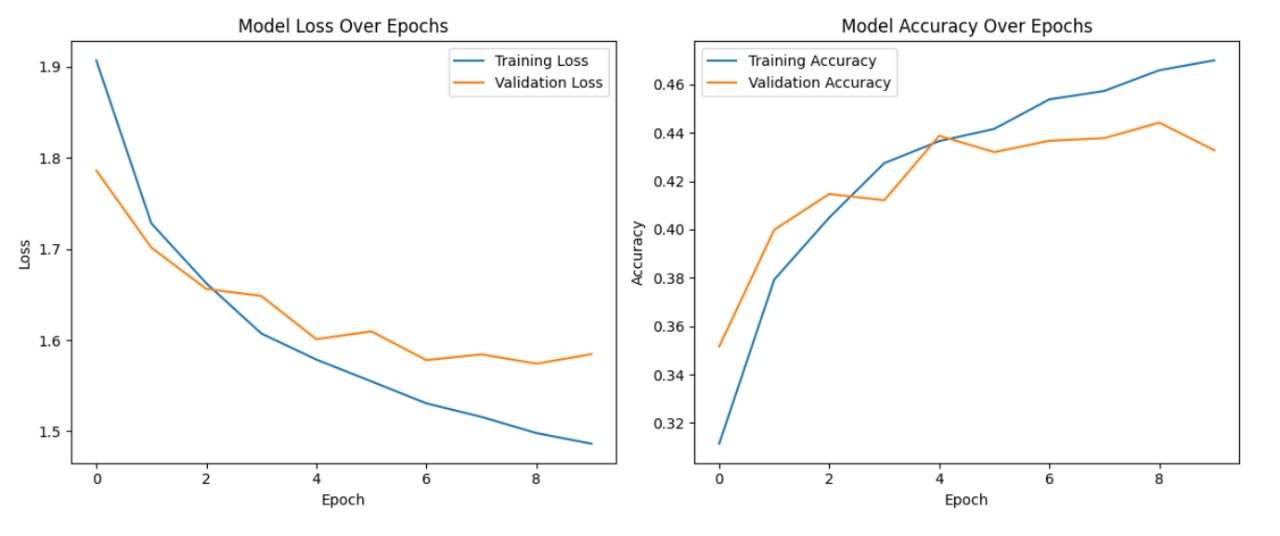 Model Loss Over Epochs
Training Loss
Validation Loss
1.9
1.8
1.7
1.6
1.5
Loss
0 2 4 6 8
Epoch
Model Accuracy Over Epochs
Training Accuracy
Validation Accuracy
0.46
0.44
0.42
0.40
0.38
0.36
0.34
0.32
Accuracy
0 2 4 6 8
Epoch